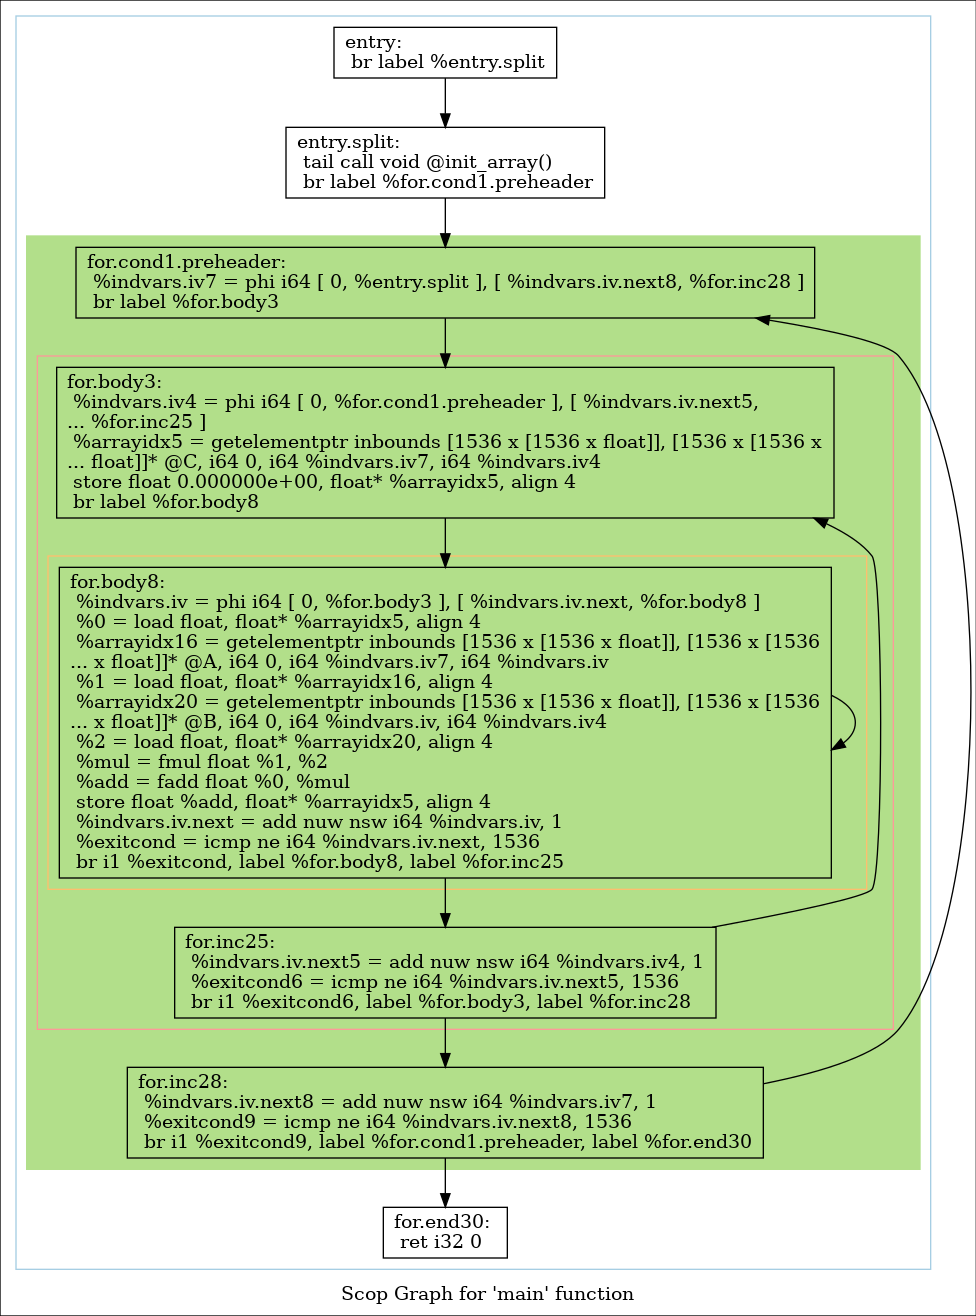 entry:
br label %entry.split
entry.split:
tail call void @init_array()
br label %for.cond1.preheader
for.cond1.preheader:
%indvars.iv7 = phi i64 [ 0, %entry.split ], [ %indvars.iv.next8, %for.inc28 ]
br label %for.body3
for.body3:
%indvars.iv4 = phi i64 [ 0, %for.cond1.preheader ], [ %indvars.iv.next5,
... %for.inc25 ]
%arrayidx5 = getelementptr inbounds [1536 x [1536 x float]], [1536 x [1536 x
... float]]* @C, i64 0, i64 %indvars.iv7, i64 %indvars.iv4
store float 0.000000e+00, float* %arrayidx5, align 4
br label %for.body8
for.body8:
%indvars.iv = phi i64 [ 0, %for.body3 ], [ %indvars.iv.next, %for.body8 ]
%0 = load float, float* %arrayidx5, align 4
%arrayidx16 = getelementptr inbounds [1536 x [1536 x float]], [1536 x [1536
... x float]]* @A, i64 0, i64 %indvars.iv7, i64 %indvars.iv
%1 = load float, float* %arrayidx16, align 4
%arrayidx20 = getelementptr inbounds [1536 x [1536 x float]], [1536 x [1536
... x float]]* @B, i64 0, i64 %indvars.iv, i64 %indvars.iv4
%2 = load float, float* %arrayidx20, align 4
%mul = fmul float %1, %2
%add = fadd float %0, %mul
store float %add, float* %arrayidx5, align 4
%indvars.iv.next = add nuw nsw i64 %indvars.iv, 1
%exitcond = icmp ne i64 %indvars.iv.next, 1536
br i1 %exitcond, label %for.body8, label %for.inc25
for.inc25:
%indvars.iv.next5 = add nuw nsw i64 %indvars.iv4, 1
%exitcond6 = icmp ne i64 %indvars.iv.next5, 1536
br i1 %exitcond6, label %for.body3, label %for.inc28
for.inc28:
%indvars.iv.next8 = add nuw nsw i64 %indvars.iv7, 1
%exitcond9 = icmp ne i64 %indvars.iv.next8, 1536
br i1 %exitcond9, label %for.cond1.preheader, label %for.end30
for.end30:
ret i32 0
Scop Graph for 'main' function